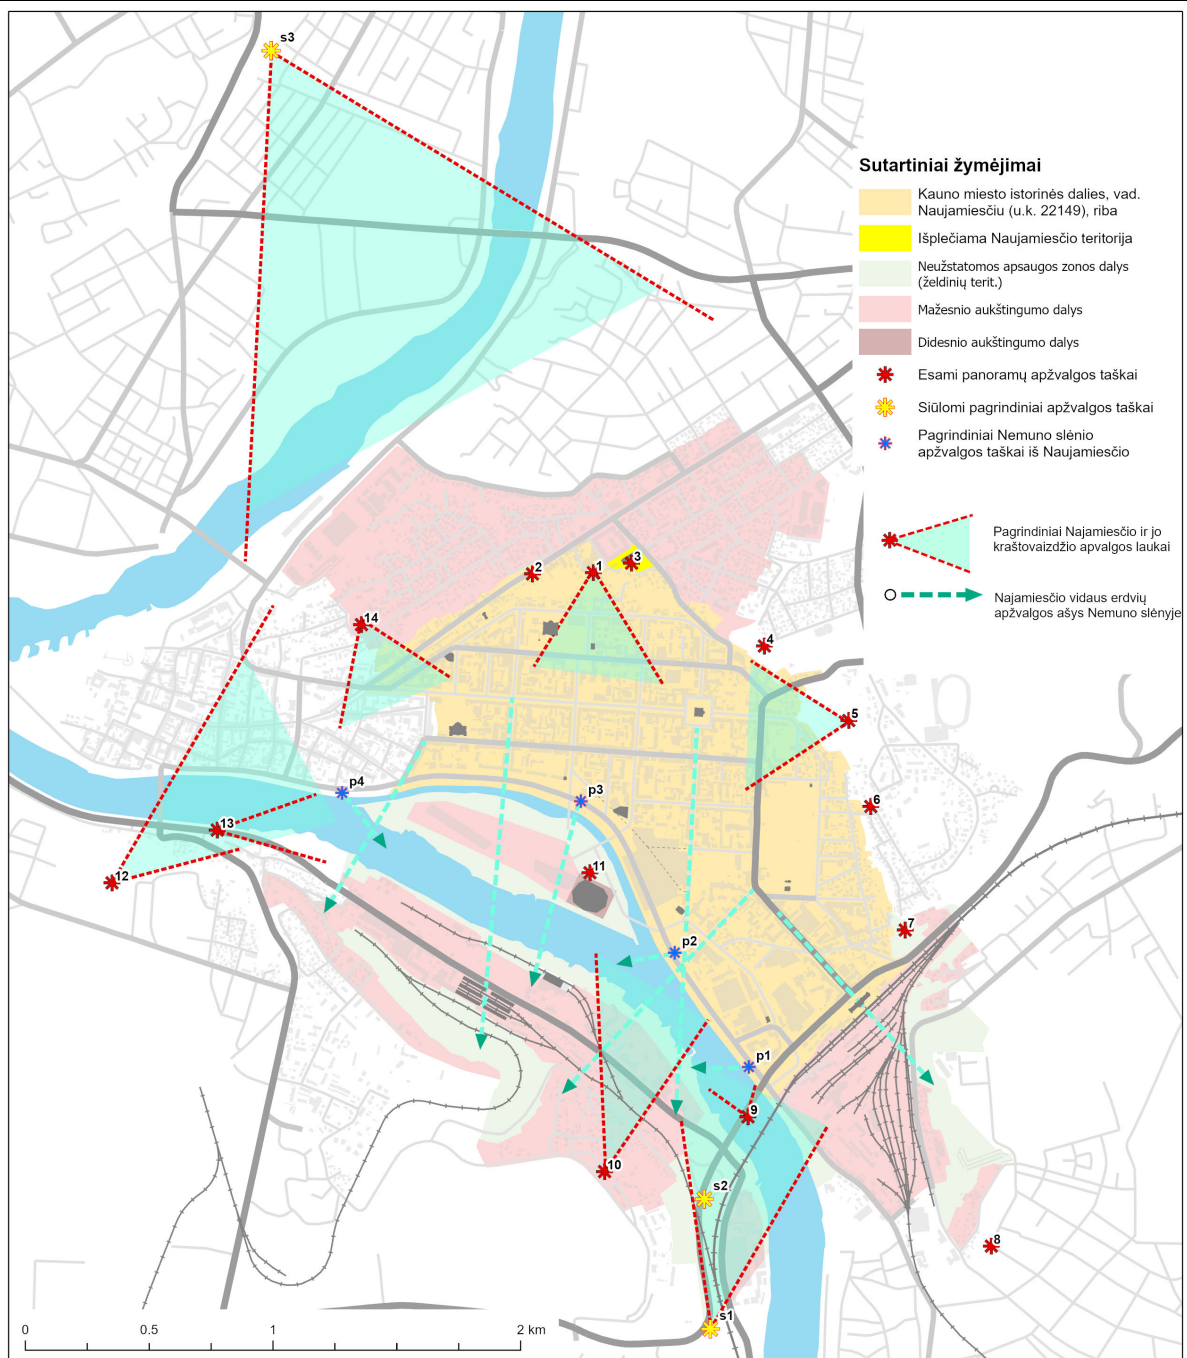 s3
Sutartiniai žymėjimai
Kauno miesto istorinės dalies, vad.
Naujamiesčiu (u.k. 22149), riba
Išplečiama Naujamiesčio teritorija
Neužstatomos apsaugos zonos dalys
(želdinių terit.)
Mažesnio aukštingumo dalys
Didesnio aukštingumo dalys
Esami panoramų apžvalgos taškai
Siūlomi pagrindiniai apžvalgos taškai
Pagrindiniai Nemuno slėnio
apžvalgos taškai iš Naujamiesčio
Pagrindiniai Najamiesčio ir jo
kraštovaizdžio apvalgos laukai
Najamiesčio vidaus erdvių
apžvalgos ašys Nemuno slėnyje
2
1
3
14
4
5
p4
p3
6
13
11
12
7
p2
p1
9
10
s2
8
s1
0
0.5
1
2 km